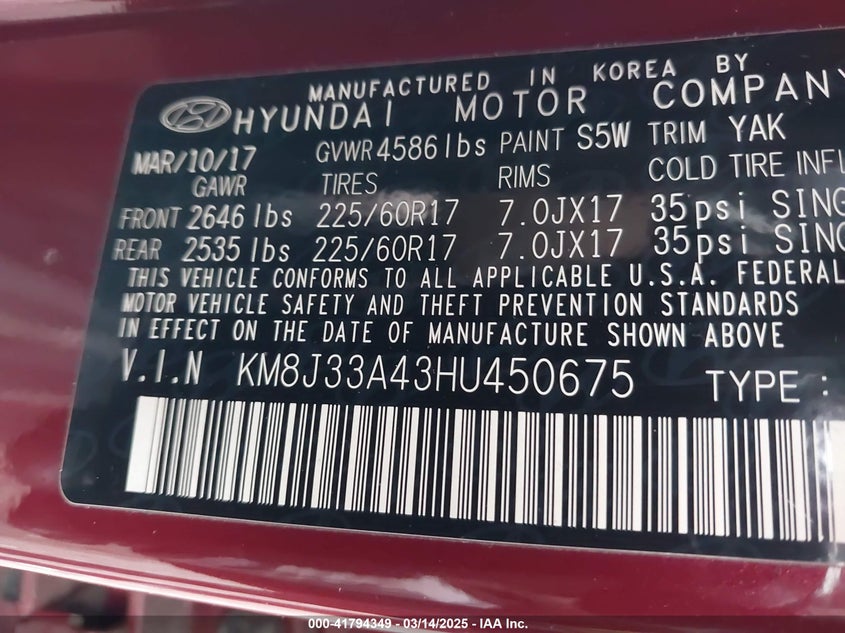 MANUFACTURED IN KOREA BY
HYUNDAI MOTOR COMPANY
MAR/10/17 GVWR 4586 lbs PAINT S5W TRIM YAK
GAWR TIRES RIMS COLD TIRE INFL
FRONT 2646 lbs 225/60R17 7.0JX17 35psi SING
REAR 2535 lbs 225/60R17 7.0JX17 35psi SING
THIS VEHICLE CONFORMS TO ALL APPLICABLE U.S.A. FEDERAL
MOTOR VEHICLE SAFETY AND THEFT PREVENTION STANDARDS
IN EFFECT ON THE DATE OF MANUFACTURE SHOWN ABOVE
V.I.N KM8J33A43HU450675 TYPE :
000-41794349 | 03/14/2025 - IAA Inc.